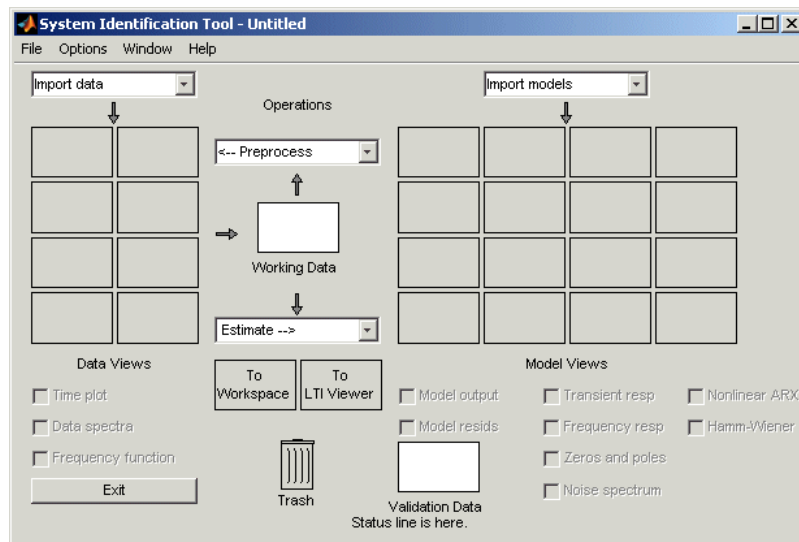 System Identification Tool - Untitled
File Options Window Help
Import data
Import models
Operations
<-- Preprocess
Working Data
Estimate -->
Data Views
Model Views
To Workspace
To LTI Viewer
Time plot
Data spectra
Frequency function
Model output
Model resids
Transient resp
Frequency resp
Zeros and poles
Noise spectrum
Nonlinear ARX
Hamm-Wiener
Exit
Trash
Validation Data
Status line is here.